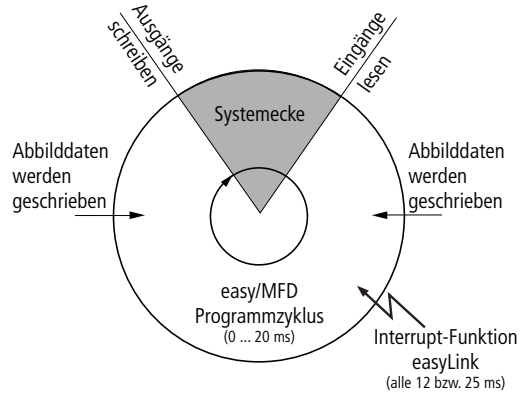 Ausgänge
schreiben
Eingänge
lesen
Systemecke
Abbilddaten
werden
geschrieben
Abbilddaten
werden
geschrieben
easy/MFD
Programmzyklus
(0 ... 20 ms)
Interrupt-Funktion
easyLink
(alle 12 bzw. 25 ms)